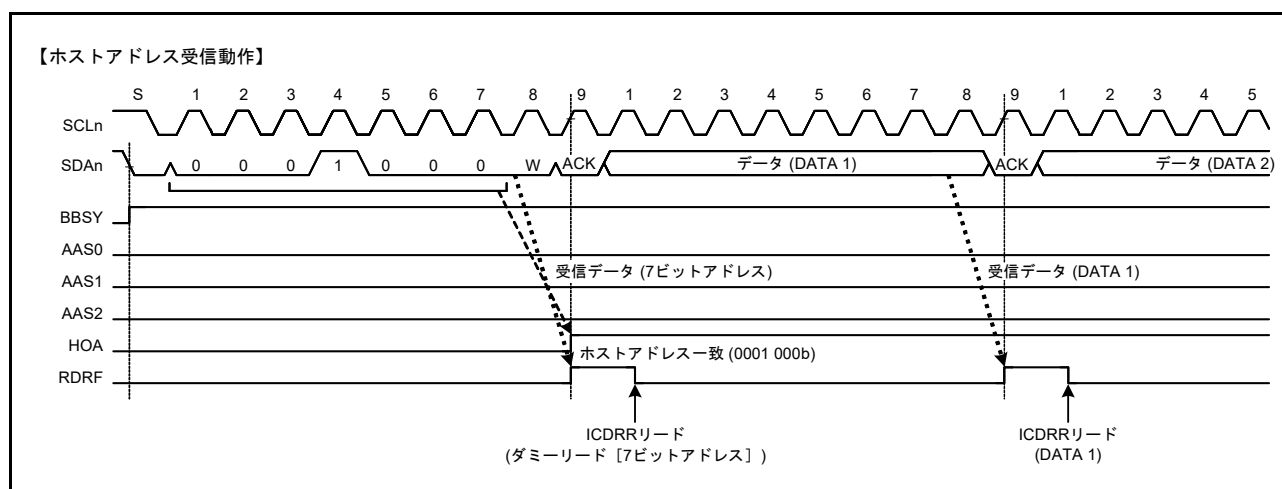 【ホストアドレス受信動作】
S 1 2 3 4 5 6 7 8 9 1 2 3 4 5 6 7 8 9 1 2 3 4 5
SCLn
SDAn 0 0 0 1 0 0 0 W ACK データ (DATA 1) ACK データ (DATA 2)
BBSY
AAS0
AAS1 受信データ (7ビットアドレス) 受信データ (DATA 1)
AAS2
HOA ホストアドレス一致 (0001 000b)
RDRF
ICDRRリード ICDRRリード
(ダミーリード [7ビットアドレス] ) (DATA 1)